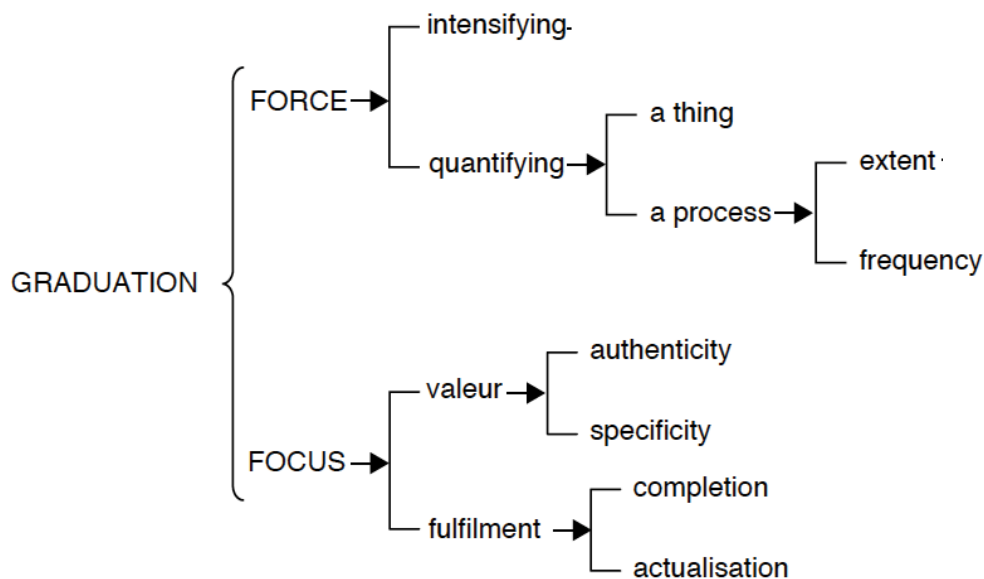 intensifying
FORCE
a thing
quantifying
extent
a process
frequency
GRADUATION
authenticity
valeur
specificity
FOCUS
completion
fulfilment
actualisation